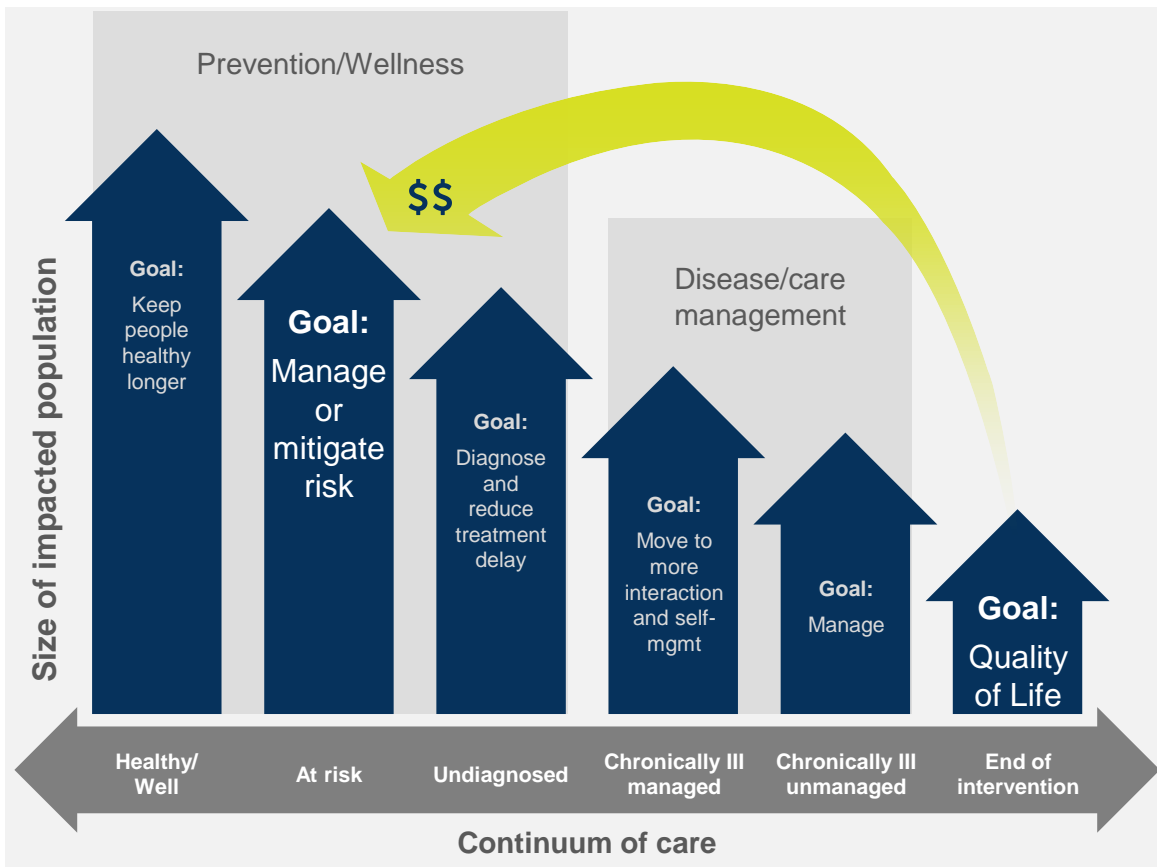 Prevention/Wellness
$$
Disease/care
management
Size of impacted population
Goal:
Keep
people
healthy
longer
Goal:
Manage
or
mitigate
risk
Goal:
Diagnose
and
reduce
treatment
delay
Goal:
Move to
more
interaction
and self-
mgmt
Goal:
Manage
Goal:
Quality
of Life
Healthy/
Well
At risk
Undiagnosed
Chronically Ill
managed
Chronically Ill
unmanaged
End of
intervention
Continuum of care